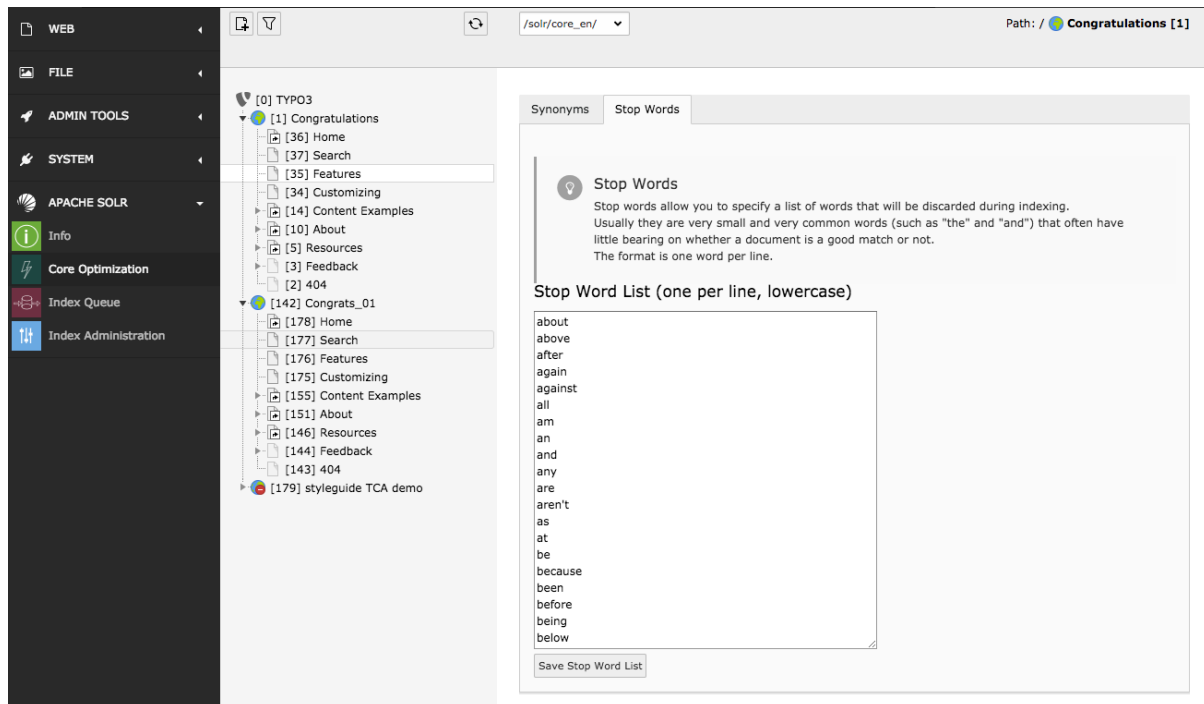 WEB
FILE
ADMIN TOOLS
SYSTEM
APACHE SOLR
Info
Core Optimization
Index Queue
Index Administration
[0] TYPO3
[1] Congratulations
[36] Home
[37] Search
[35] Features
[34] Customizing
[14] Content Examples
[10] About
[5] Resources
[3] Feedback
[2] 404
[142] Congrats_01
[178] Home
[177] Search
[176] Features
[175] Customizing
[155] Content Examples
[151] About
[146] Resources
[144] Feedback
[143] 404
[179] styleguide TCA demo
/solr/core_en/
Path: / Congratulations [1]
Synonyms Stop Words
Stop Words
Stop words allow you to specify a list of words that will be discarded during indexing.
Usually they are very small and very common words (such as "the" and "and") that often have
little bearing on whether a document is a good match or not.
The format is one word per line.
Stop Word List (one per line, lowercase)
about
above
after
again
against
all
am
an
and
any
are
aren't
as
at
be
because
been
before
being
below
Save Stop Word List